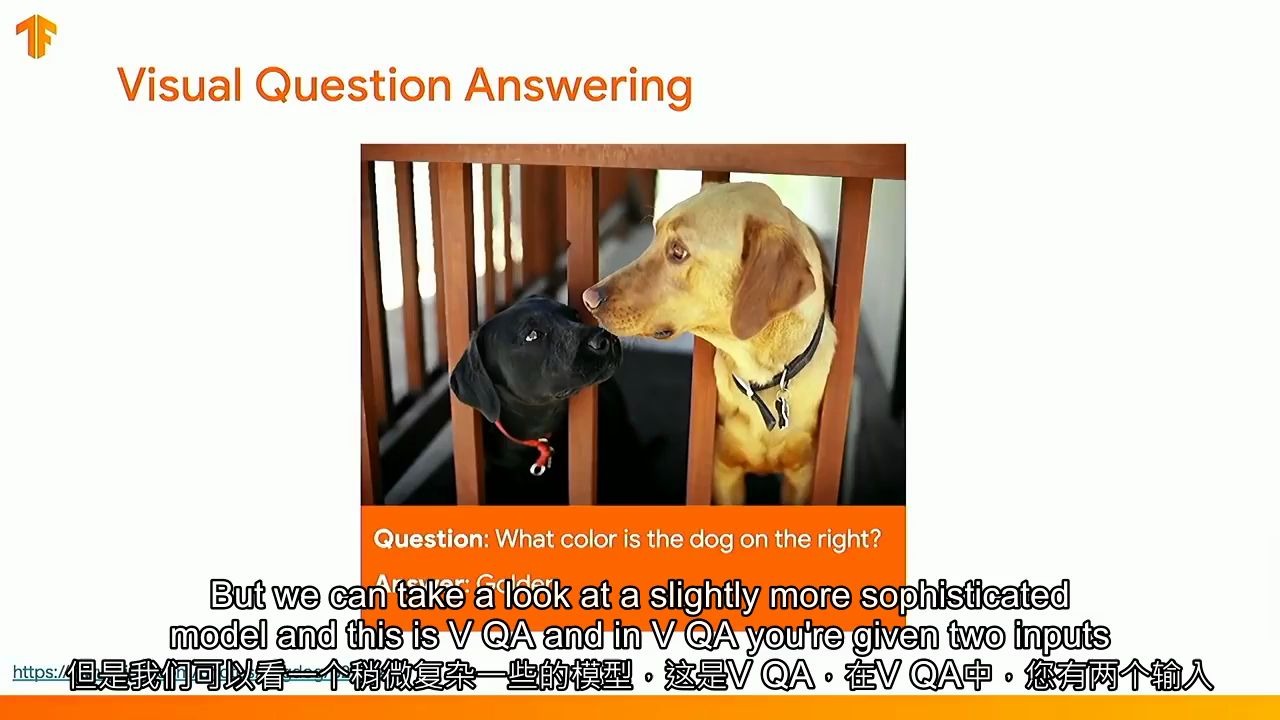 Visual Question Answering
Question: What color is the dog on the right?
Answer: Golden
But we can take a look at a slightly more sophisticated
model and this is V QA and in V QA you're given two inputs
https:/
但是我们可以看一个稍微复杂一些的模型，这是V QA，在V QA中，您有两个输入